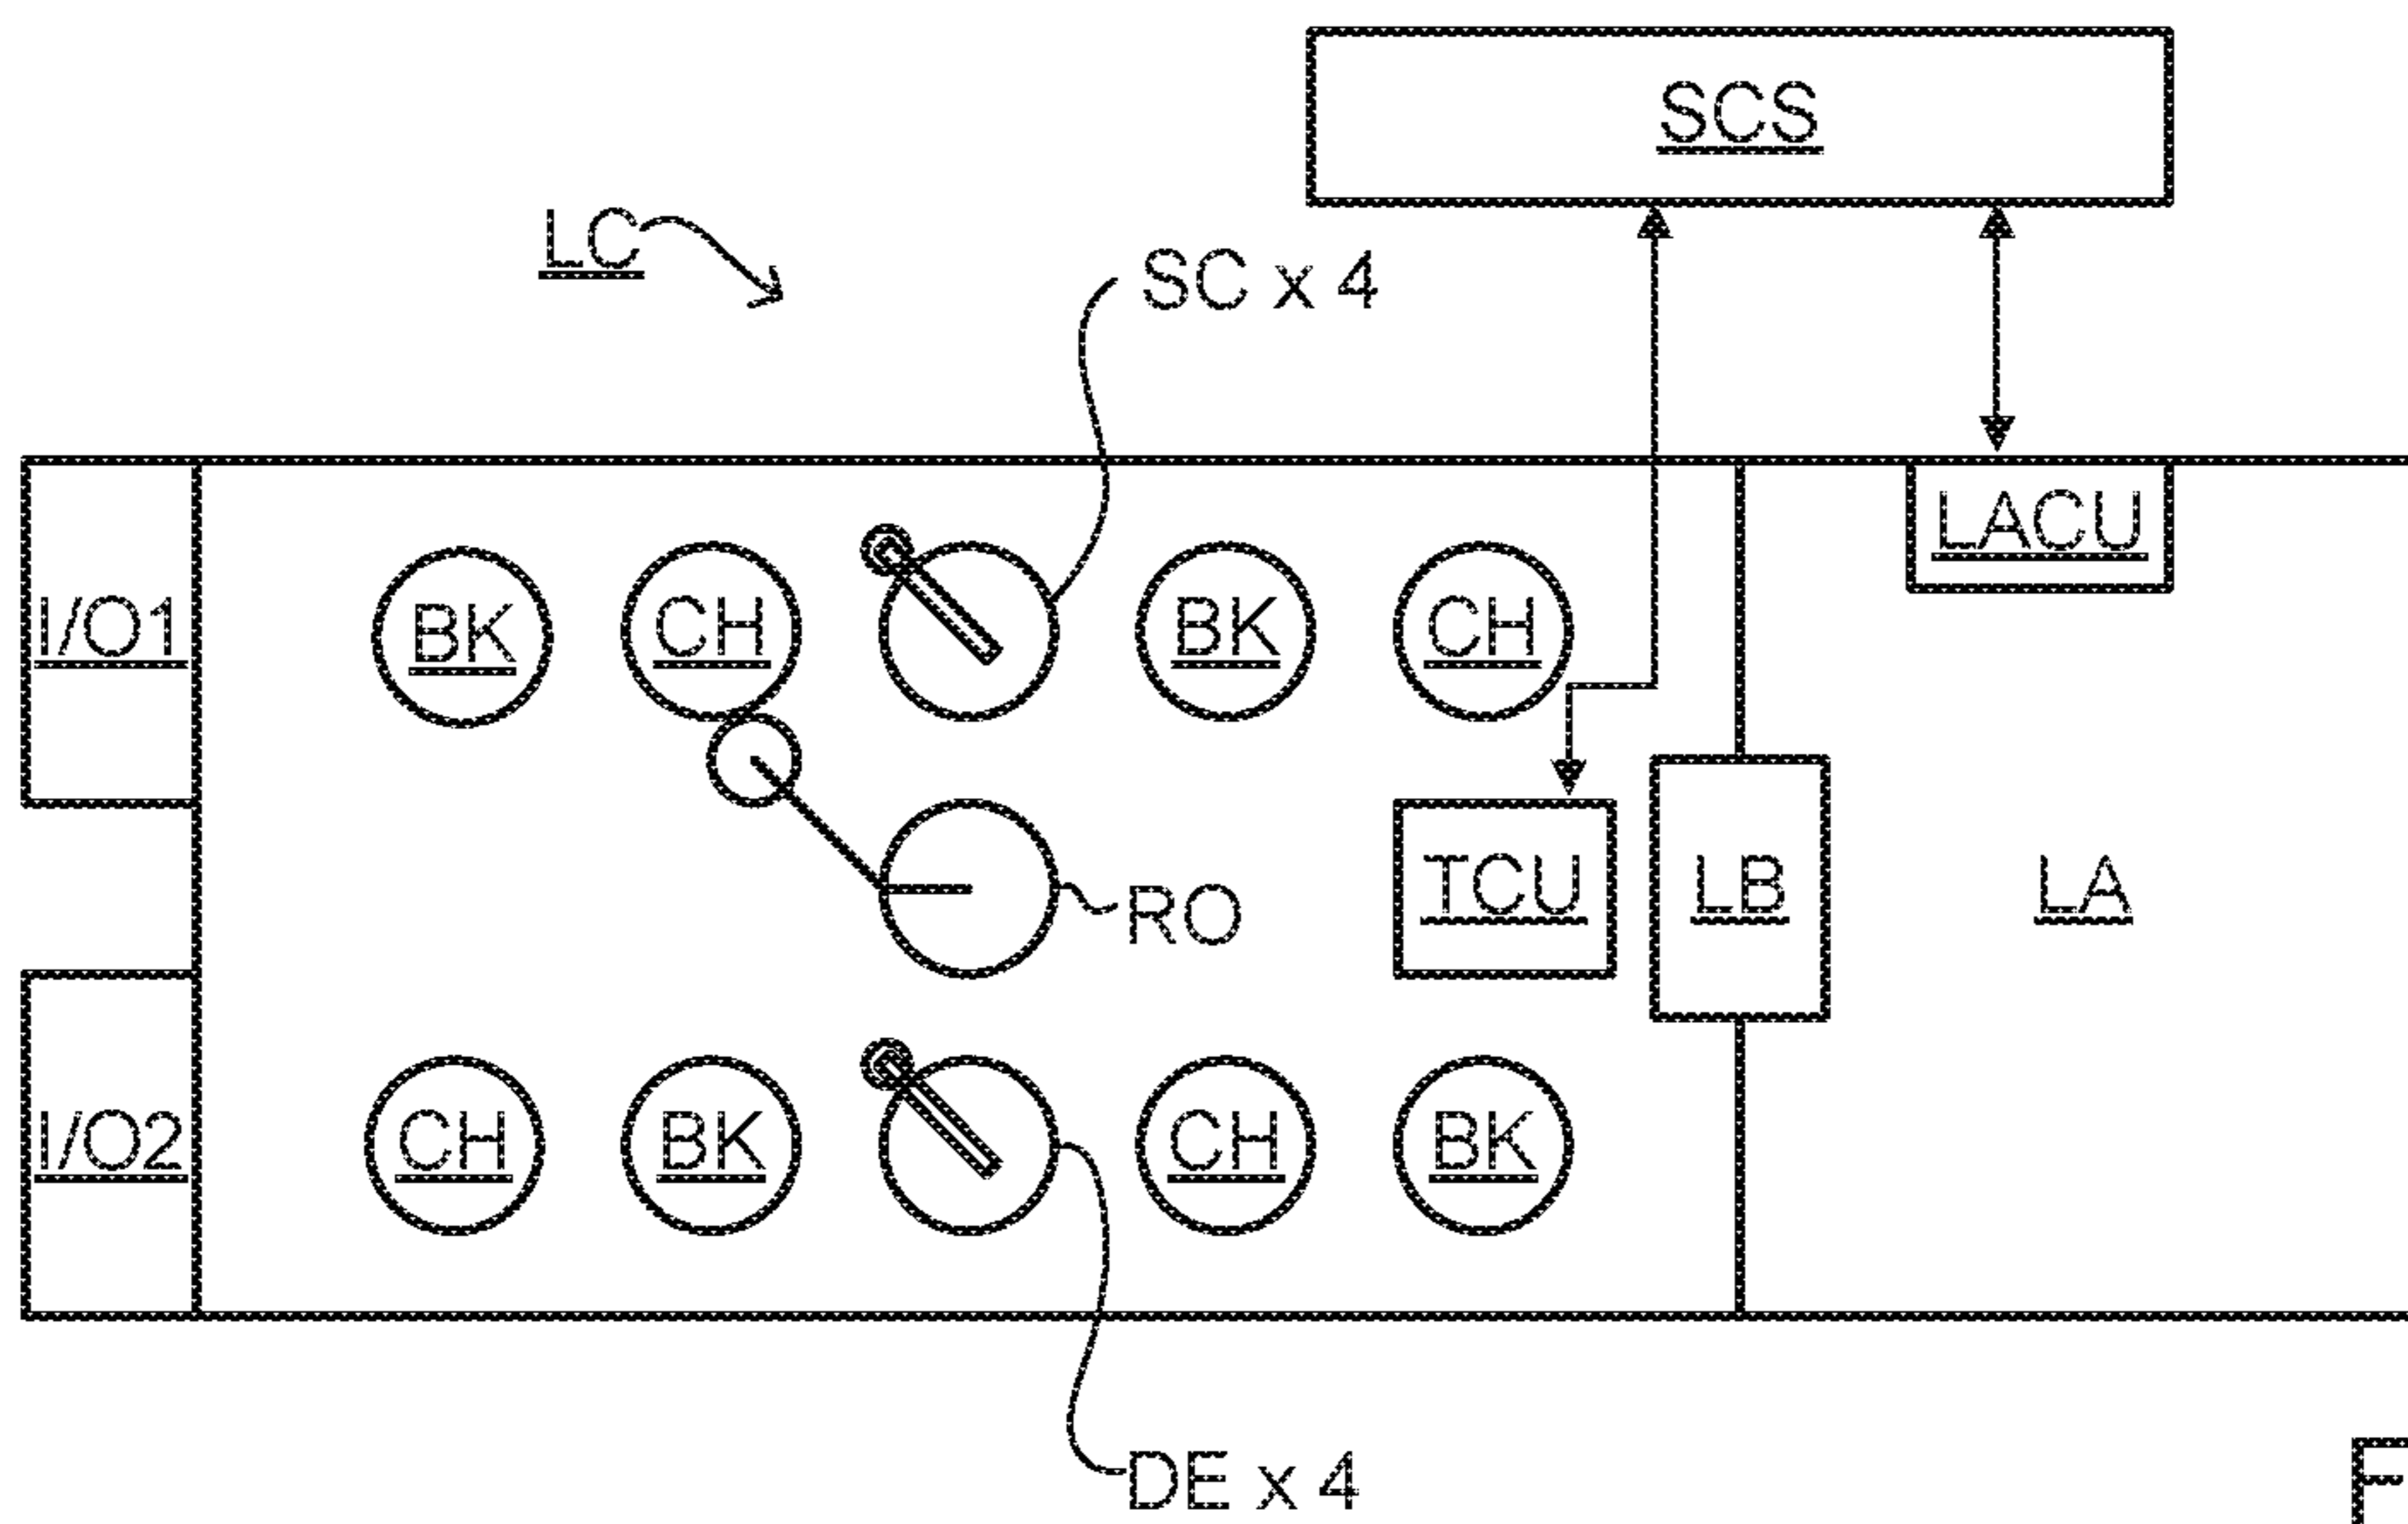 SCS
LC
SC x 4
LACU
I/O1
BK
CH
BK
CH
RO
TCU
LB
LA
I/O2
CH
BK
CH
BK
DE x 4
F